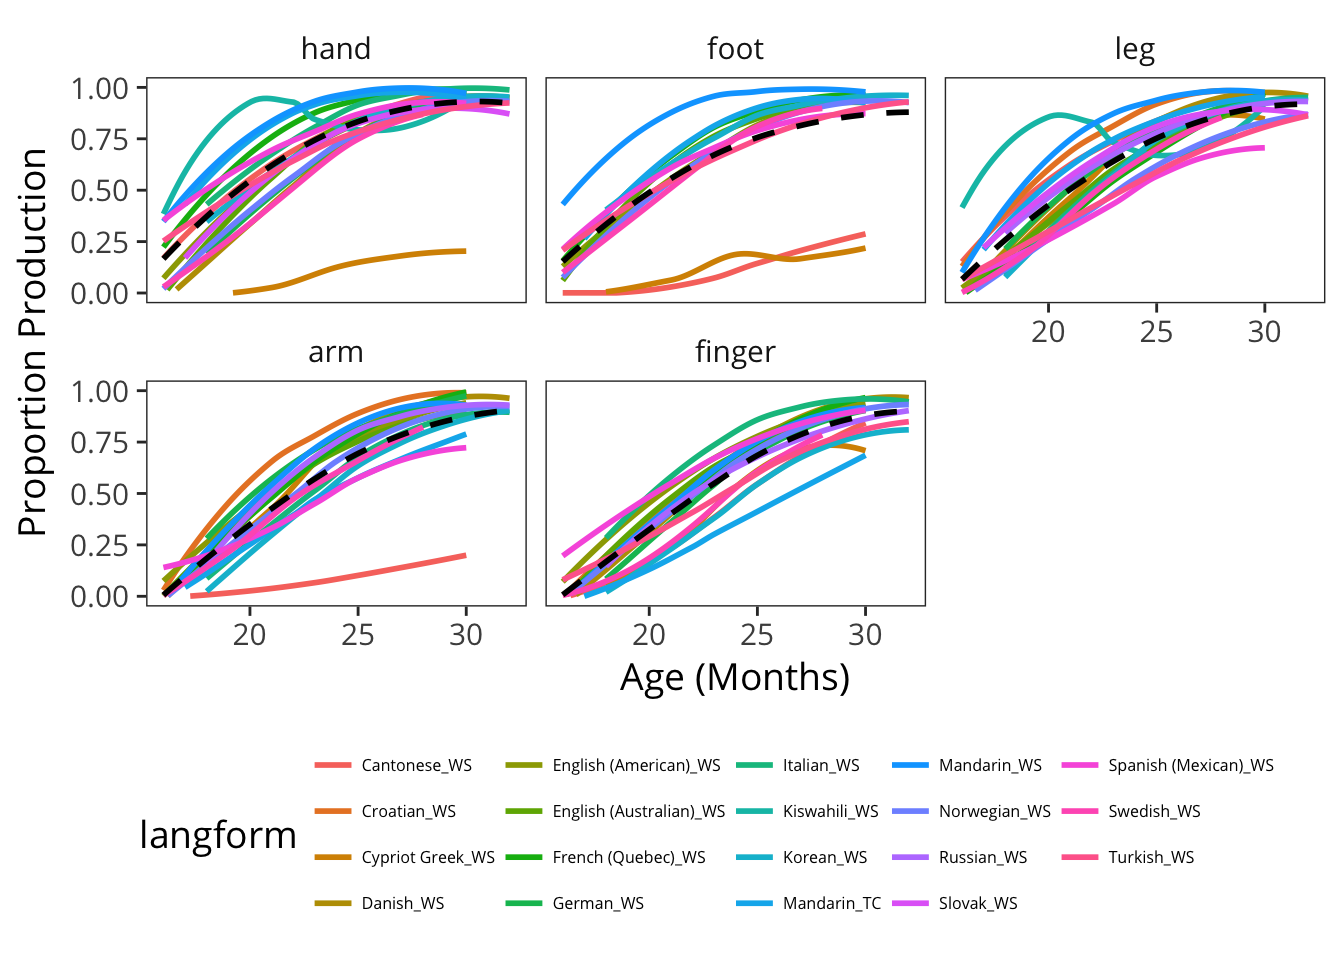 hand foot leg
1.00
0.75
0.50
0.25
0.00
20 25 30
arm finger
1.00
0.75
0.50
0.25
0.00
20 25 30 20 25 30
Proportion Production
Age (Months)
langform
Cantonese_WS English (American)_WS Italian_WS Mandarin_WS Spanish (Mexican)_WS
Croatian_WS English (Australian)_WS Kiswahili_WS Norwegian_WS Swedish_WS
Cypriot Greek_WS French (Quebec)_WS Korean_WS Russian_WS Turkish_WS
Danish_WS German_WS Mandarin_TC Slovak_WS